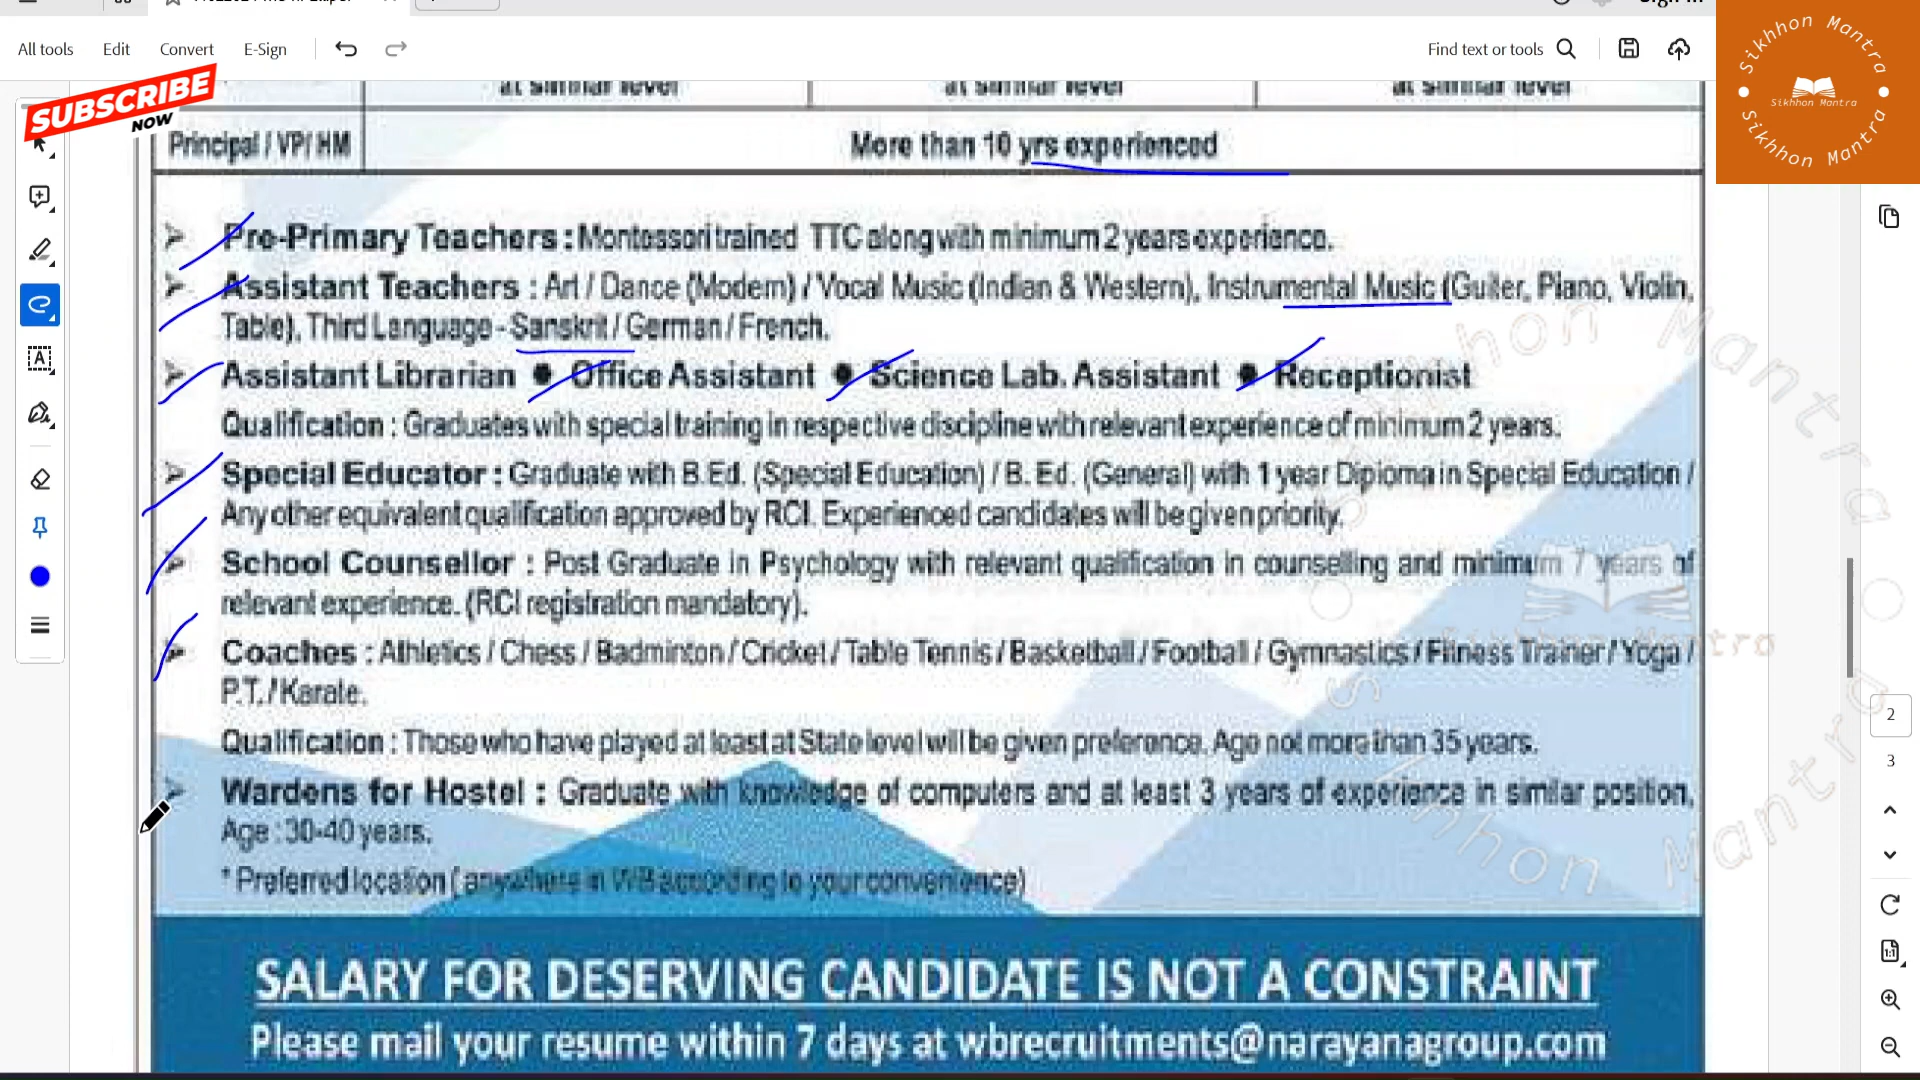 Sign in
All tools Edit Convert E-Sign Find text or tools
SUBSCRIBE
NOW
Sikhhon Mantra
Sikhhon Mantra
Sikhhon Mantra
at similar level at similar level at similar level
Principal / VP/ HM More than 10 yrs experienced
Pre-Primary Teachers : Montessori trained TTC along with minimum 2 years experience.
Assistant Teachers : Art / Dance (Modern) / Vocal Music (Indian & Western), Instrumental Music (Guiter, Piano, Violin,
Table), Third Language - Sanskrit / German / French.
Assistant Librarian ● Office Assistant ● Science Lab. Assistant ● Receptionist
Qualification : Graduates with special training in respective discipline with relevant experience of minimum 2 years.
Special Educator : Graduate with B.Ed. (Special Education) / B. Ed. (General) with 1 year Diploma in Special Education /
Any other equivalent qualification approved by RCI. Experienced candidates will be given priority.
School Counsellor : Post Graduate in Psychology with relevant qualification in counselling and minimum 7 years of
relevant experience. (RCI registration mandatory).
Coaches : Athletics / Chess / Badminton / Cricket / Table Tennis / Basketball / Football / Gymnastics / Fitness Trainer / Yoga /
P.T. / Karate.
Qualification : Those who have played at least at State level will be given preference. Age not more than 35 years.
Wardens for Hostel : Graduate with knowledge of computers and at least 3 years of experience in similar position,
Age : 30-40 years.
* Preferred location ( anywhere in WB according to your convenience)
SALARY FOR DESERVING CANDIDATE IS NOT A CONSTRAINT
Please mail your resume within 7 days at wbrecruitments@narayanagroup.com
Sikhhon Mantra
Sikhhon Mantra
Sikhhon Mantra
2
3